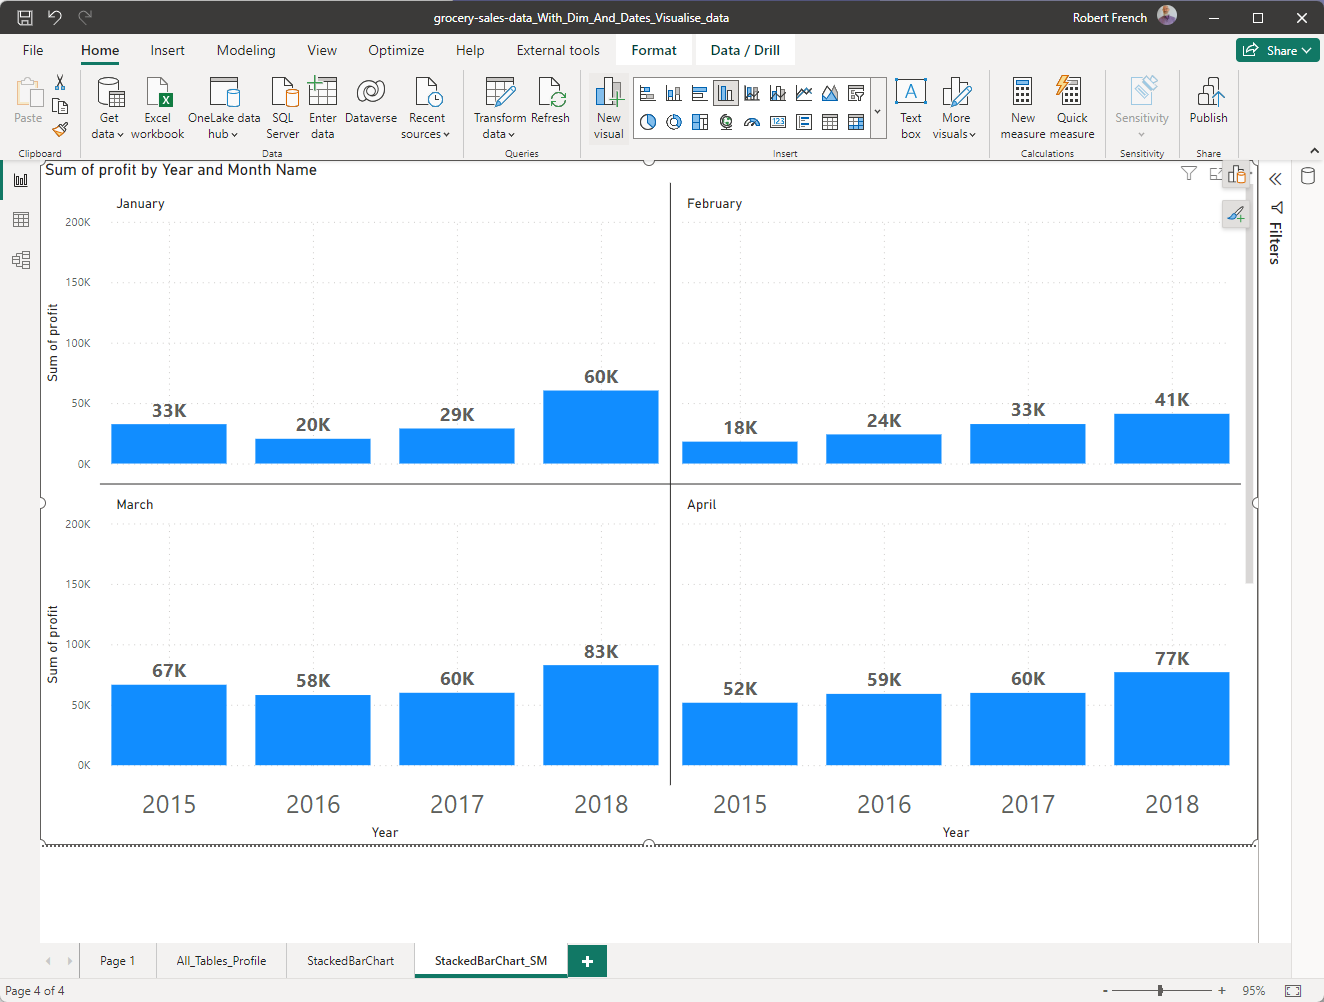 grocery-sales-data_With_Dim_And_Dates_Visualise_data
Robert French
File Home Insert Modeling View Optimize Help External tools Format Data / Drill Share
Paste
Get data
Excel workbook
OneLake data hub
SQL Server
Enter data
Dataverse
Recent sources
Transform data
Refresh
New visual
Text box
More visuals
New measure
Quick measure
Sensitivity
Publish
Clipboard Data Queries Insert Calculations Sensitivity Share
Sum of profit by Year and Month Name
Filters
January
200K
150K
100K
50K
0K
Sum of profit
33K 20K 29K 60K
February
18K 24K 33K 41K
March
200K
150K
100K
50K
0K
Sum of profit
67K 58K 60K 83K
April
52K 59K 60K 77K
2015 2016 2017 2018 2015 2016 2017 2018
Year Year
Page 1 All_Tables_Profile StackedBarChart StackedBarChart_SM +
Page 4 of 4
- + 95%